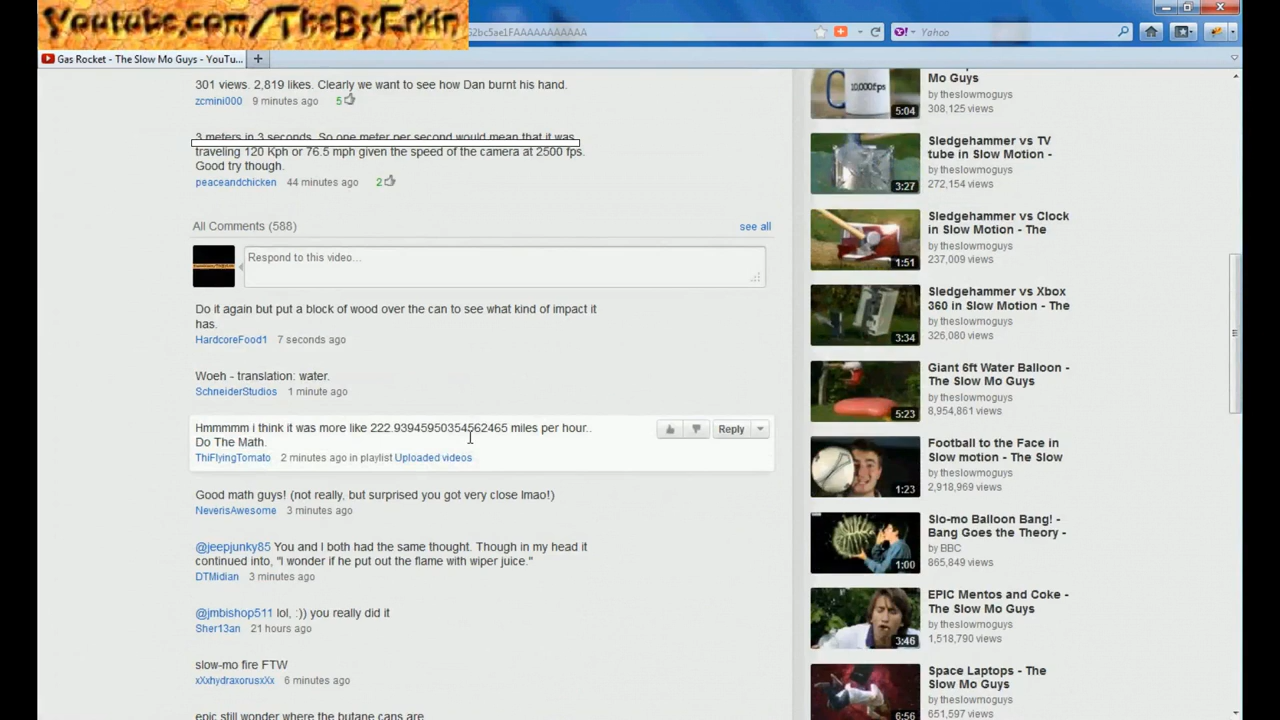 Youtube.com/TheByErkin
62bc5ae1FAAAAAAAAAAA
Yahoo
Gas Rocket - The Slow Mo Guys - YouTu...
301 views. 2,819 likes. Clearly we want to see how Dan burnt his hand.
zcmini000 9 minutes ago 5
3 meters in 3 seconds. So one meter per second would mean that it was
traveling 120 Kph or 76.5 mph given the speed of the camera at 2500 fps.
Good try though.
peaceandchicken 44 minutes ago 2
All Comments (588) see all
Respond to this video...
Do it again but put a block of wood over the can to see what kind of impact it
has.
HardcoreFood1 7 seconds ago
Woeh - translation: water.
SchneiderStudios 1 minute ago
Hmmmmm i think it was more like 222.93945950354562465 miles per hour..
Do The Math.
Reply
ThiFlyingTomato 2 minutes ago in playlist Uploaded videos
Good math guys! (not really, but surprised you got very close lmao!)
NeverisAwesome 3 minutes ago
@jeepjunky85 You and I both had the same thought. Though in my head it
continued into, "I wonder if he put out the flame with wiper juice."
DTMidian 3 minutes ago
@jmbishop511 lol, :)) you really did it
Sher13an 21 hours ago
slow-mo fire FTW
xXxhydraxorusxXx 6 minutes ago
epic still wonder where the butane cans are
10,000fps
5:04
Mo Guys
by theslowmoguys
308,125 views
3:27
Sledgehammer vs TV
tube in Slow Motion -
by theslowmoguys
272,154 views
1:51
Sledgehammer vs Clock
in Slow Motion - The
by theslowmoguys
237,009 views
3:34
Sledgehammer vs Xbox
360 in Slow Motion - The
by theslowmoguys
326,080 views
5:23
Giant 6ft Water Balloon -
The Slow Mo Guys
by theslowmoguys
8,954,861 views
1:23
Football to the Face in
Slow motion - The Slow
by theslowmoguys
2,918,969 views
1:00
Slo-mo Balloon Bang! -
Bang Goes the Theory -
by BBC
865,849 views
3:46
EPIC Mentos and Coke -
The Slow Mo Guys
by theslowmoguys
1,518,790 views
6:56
Space Laptops - The
Slow Mo Guys
by theslowmoguys
651,597 views